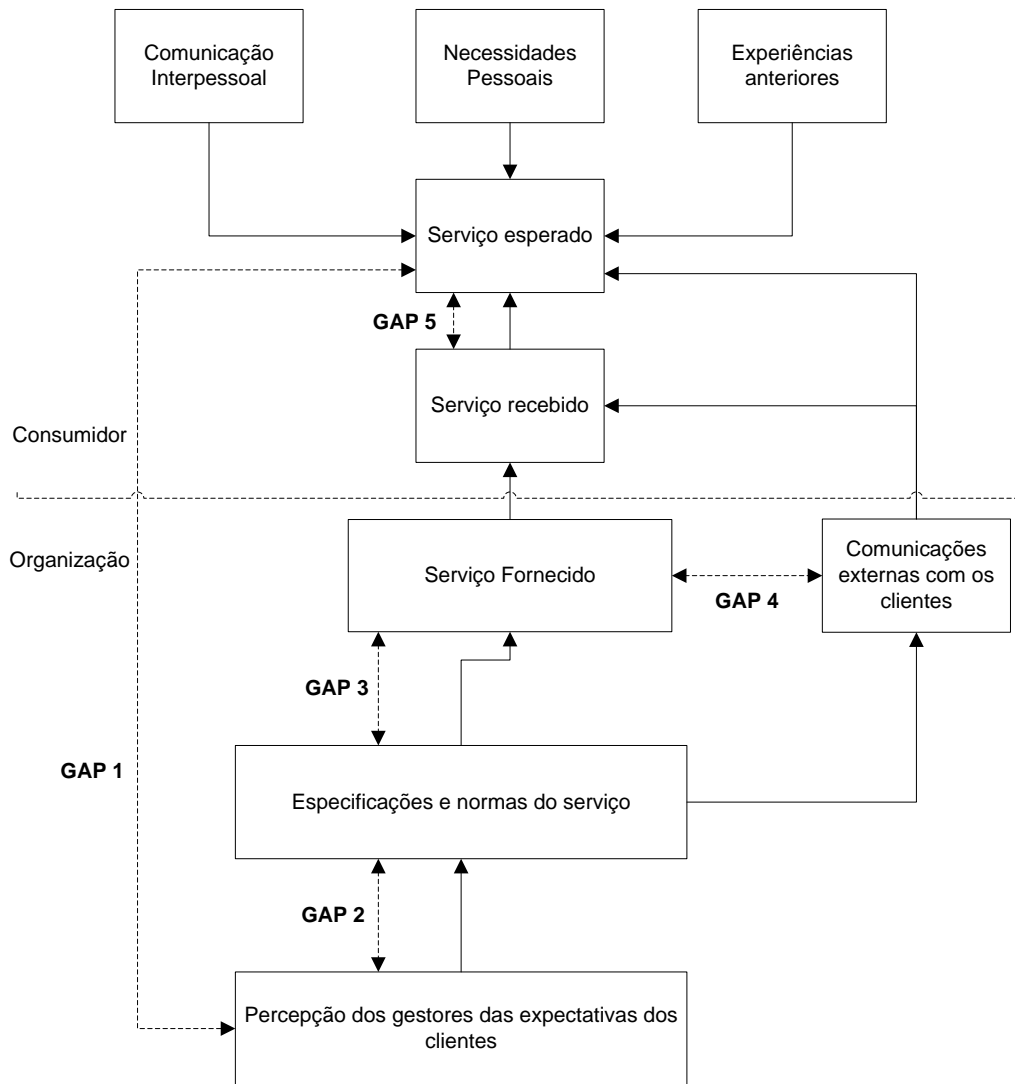 Comunicação
Interpessoal
Necessidades
Pessoais
Experiências
anteriores
Serviço esperado
GAP 5
Serviço recebido
Consumidor
Organização
Serviço Fornecido
GAP 4
Comunicações
externas com os
clientes
GAP 3
GAP 1
Especificações e normas do serviço
GAP 2
Percepção dos gestores das expectativas dos
clientes